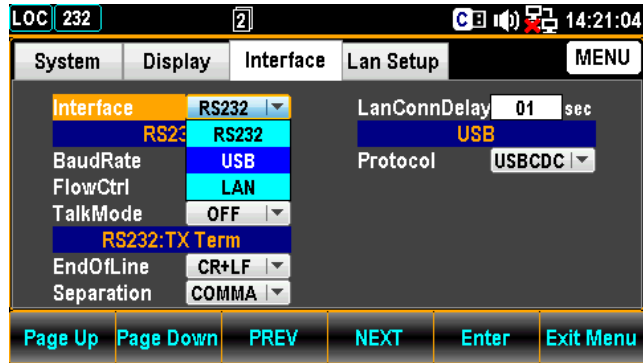 LOC 232 2 C 14:21:04
System Display Interface Lan Setup MENU
Interface RS232 LanConnDelay 01 sec
RS23 RS232 USB
BaudRate USB Protocol USBCDC
FlowCtrl LAN
TalkMode OFF
RS232:TX Term
EndOfLine CR+LF
Separation COMMA
Page Up Page Down PREV NEXT Enter Exit Menu